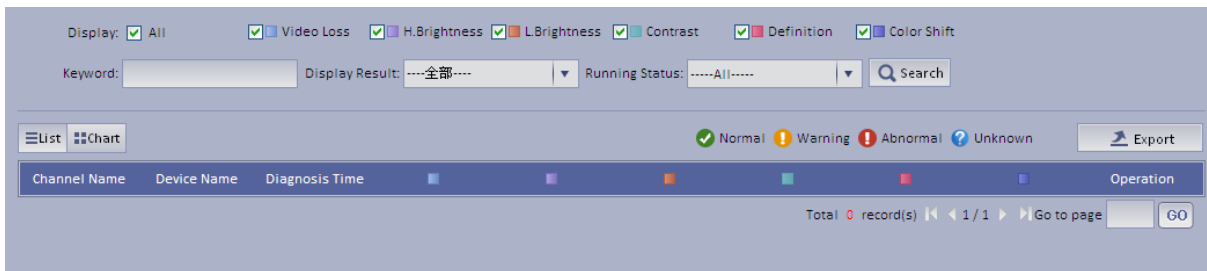 Display: All Video Loss H.Brightness L.Brightness Contrast Definition Color Shift
Keyword: Display Result: ----全部---- Running Status: -----All----- Search
List Chart Normal Warning Abnormal Unknown Export
Channel Name Device Name Diagnosis Time Operation
Total 0 record(s) 1 / 1 Go to page GO